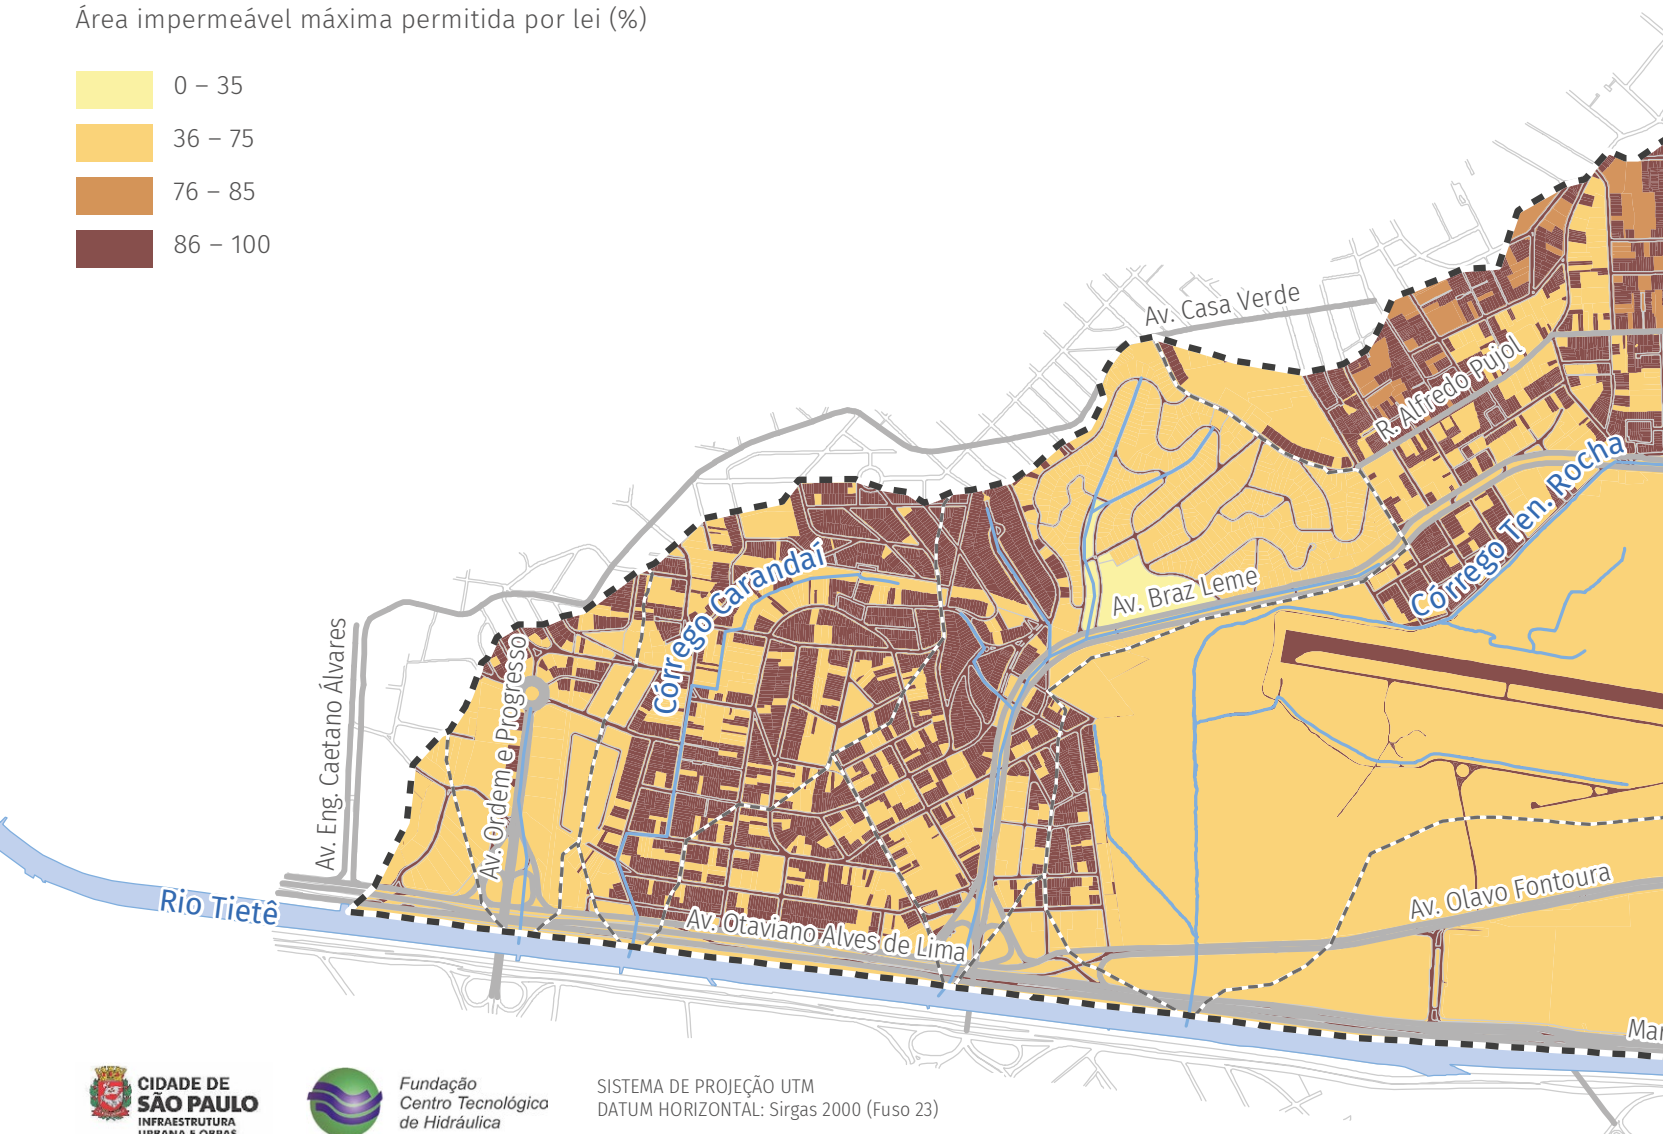 Área impermeável máxima permitida por lei (%)
0 – 35
36 – 75
76 – 85
86 – 100
Av. Casa Verde
R. Alfredo Pujol
Córrego Ten. Rocha
Córrego Carandaí
Av. Braz Leme
Av. Eng. Caetano Álvares
Av. Ordem e Progresso
Rio Tietê
Av. Otaviano Alves de Lima
Av. Olavo Fontoura
Mar
CIDADE DE
SÃO PAULO
INFRAESTRUTURA
URBANA E OBRAS
Fundação
Centro Tecnológico
de Hidráulica
SISTEMA DE PROJEÇÃO UTM
DATUM HORIZONTAL: Sirgas 2000 (Fuso 23)